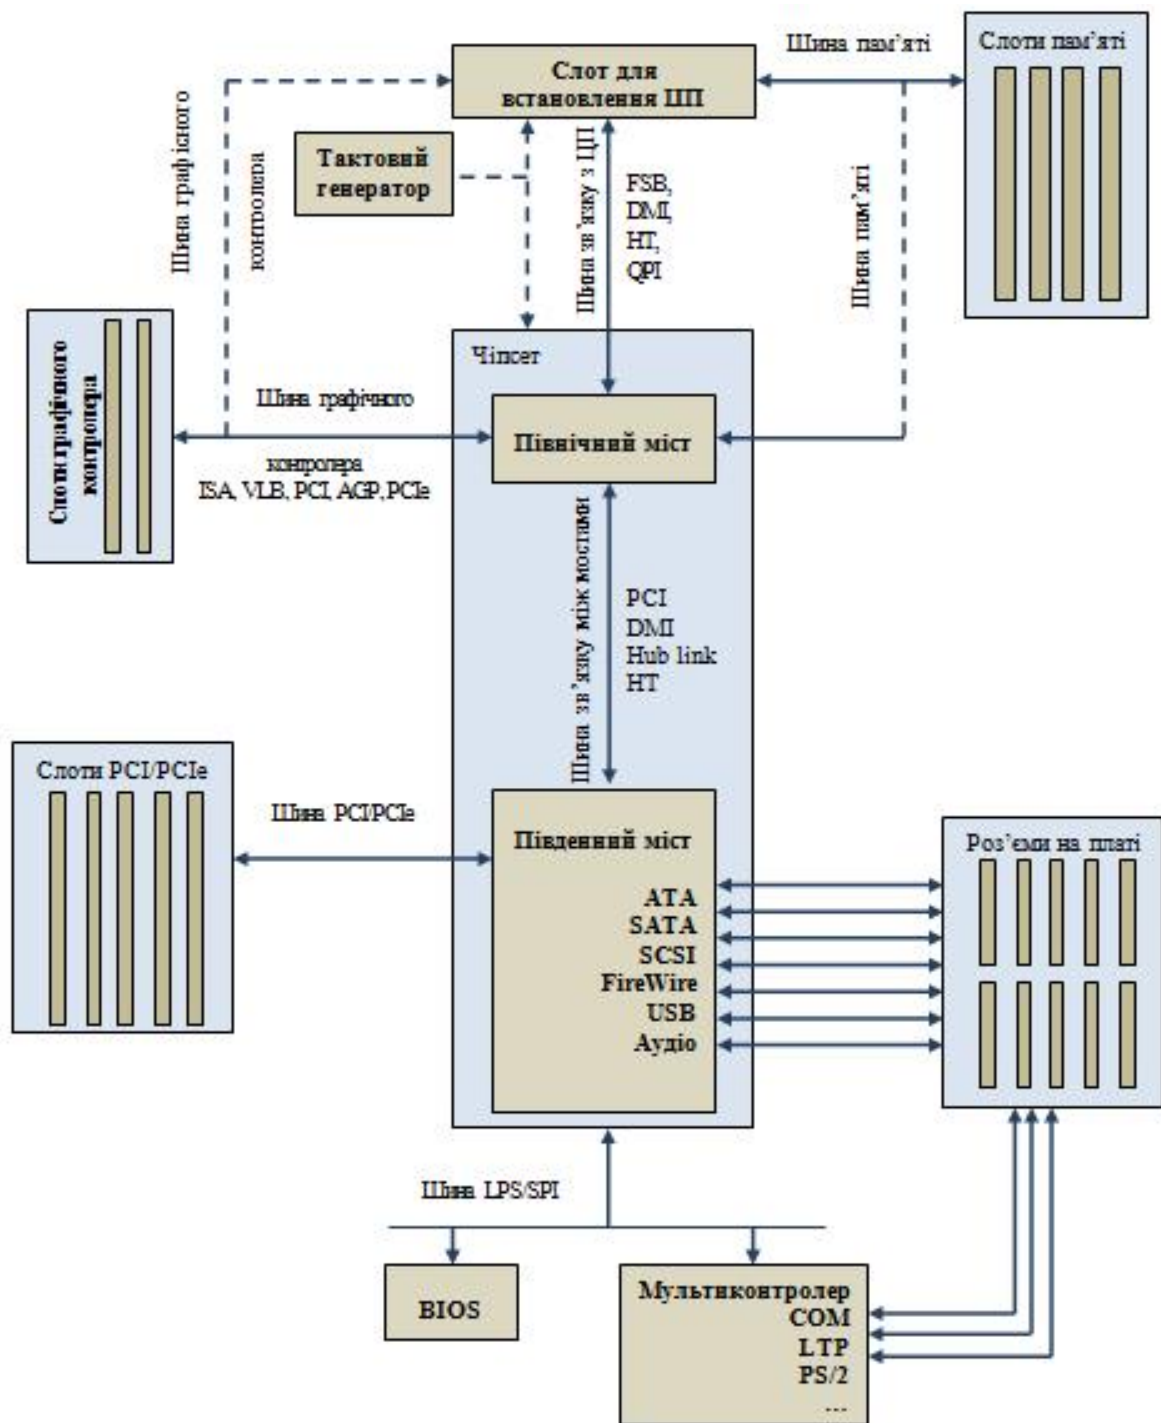 Шина пам’яті
Слоти пам’яті
Слот для
встановлення ЦП
Тактовий
генератор
Шина графісного
контролера
Шина зв’язку з ЦП
FSB,
DMI,
HT,
QPI
Шина пам’яті
Чіпсет
Слоти графічного
контролера
Шина графічного
контролера
ISA, VLB, PCI, AGP, PCIe
Північний міст
Шина зв’язку між мостами
PCI
DMI
Hub link
HT
Слоти PCI/PCIe
Шина PCI/PCIe
Південний міст
ATA
SATA
SCSI
FireWire
USB
Аудіо
Роз’єми на платі
Шина LPS/SPI
BIOS
Мультиконтролер
COM
LTP
PS/2
...